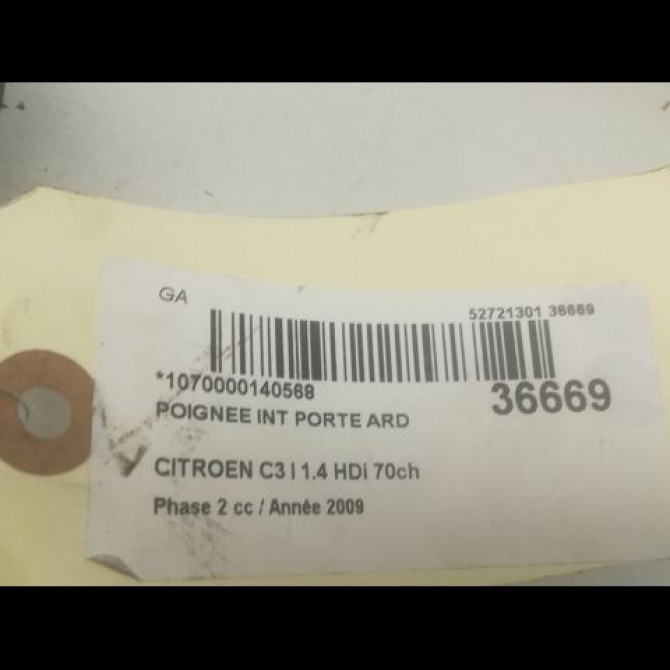 GA
52721301 36669
*1070000140568
36669
POIGNEE INT PORTE ARD
CITROEN C3 I 1.4 HDi 70ch
Phase 2 cc / Année 2009